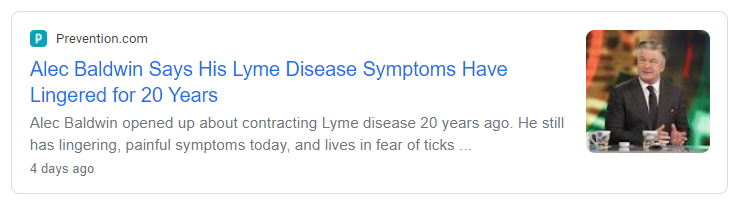 Prevention.com
Alec Baldwin Says His Lyme Disease Symptoms Have
Lingered for 20 Years
Alec Baldwin opened up about contracting Lyme disease 20 years ago. He still
has lingering, painful symptoms today, and lives in fear of ticks ...
4 days ago